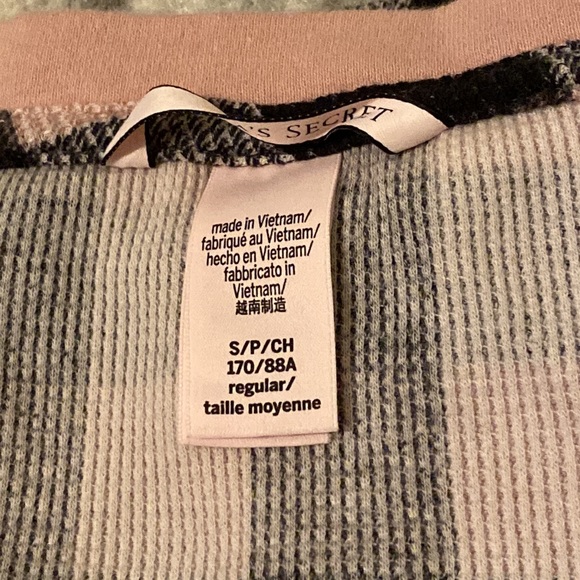 'S SECRET
made in Vietnam/
fabriqué au Vietnam/
hecho en Vietnam/
fabbricato in
Vietnam/
越南制造
S/P/CH
170/88A
regular/
taille moyenne